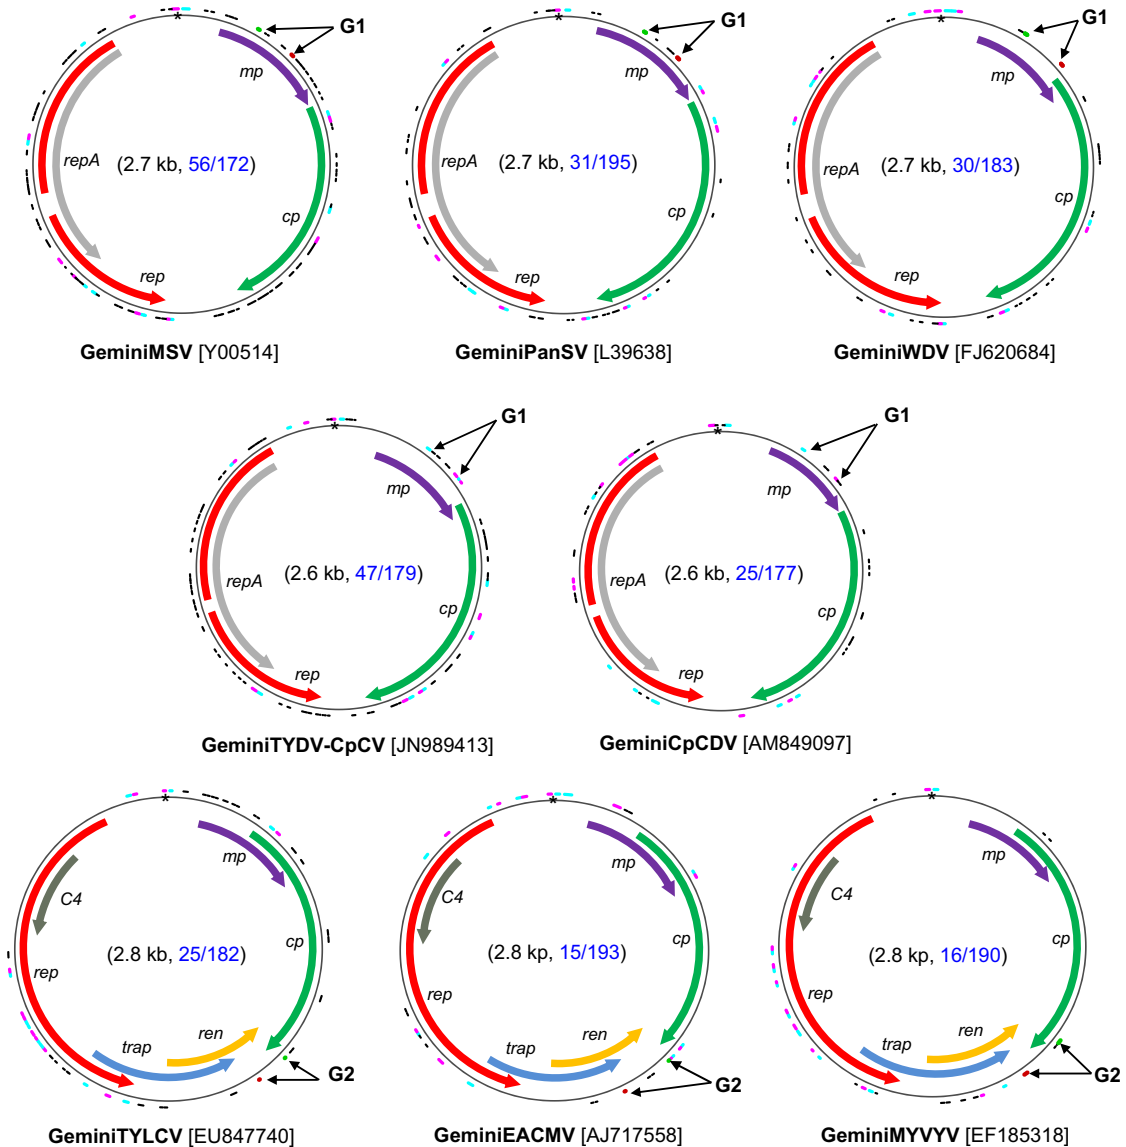 * * *
G1 G1 G1
mp mp mp
repA (2.7 kb, 56/172) repA (2.7 kb, 31/195) repA (2.7 kb, 30/183)
cp cp cp
rep rep rep
GeminiMSV [Y00514] GeminiPanSV [L39638] GeminiWDV [FJ620684]
G1 G1
* *
mp mp
repA (2.6 kb, 47/179) repA (2.6 kb, 25/177)
cp cp
rep rep
GeminiTYDV-CpCV [JN989413] GeminiCpCDV [AM849097]
* * *
mp mp mp
C4 C4 C4
cp cp cp
(2.8 kb, 25/182) (2.8 kp, 15/193) (2.8 kp, 16/190)
rep rep rep
ren ren ren
trap trap trap
G2 G2 G2
GeminiTYLCV [EU847740] GeminiEACMV [AJ717558] GeminiMYVYV [EF185318]